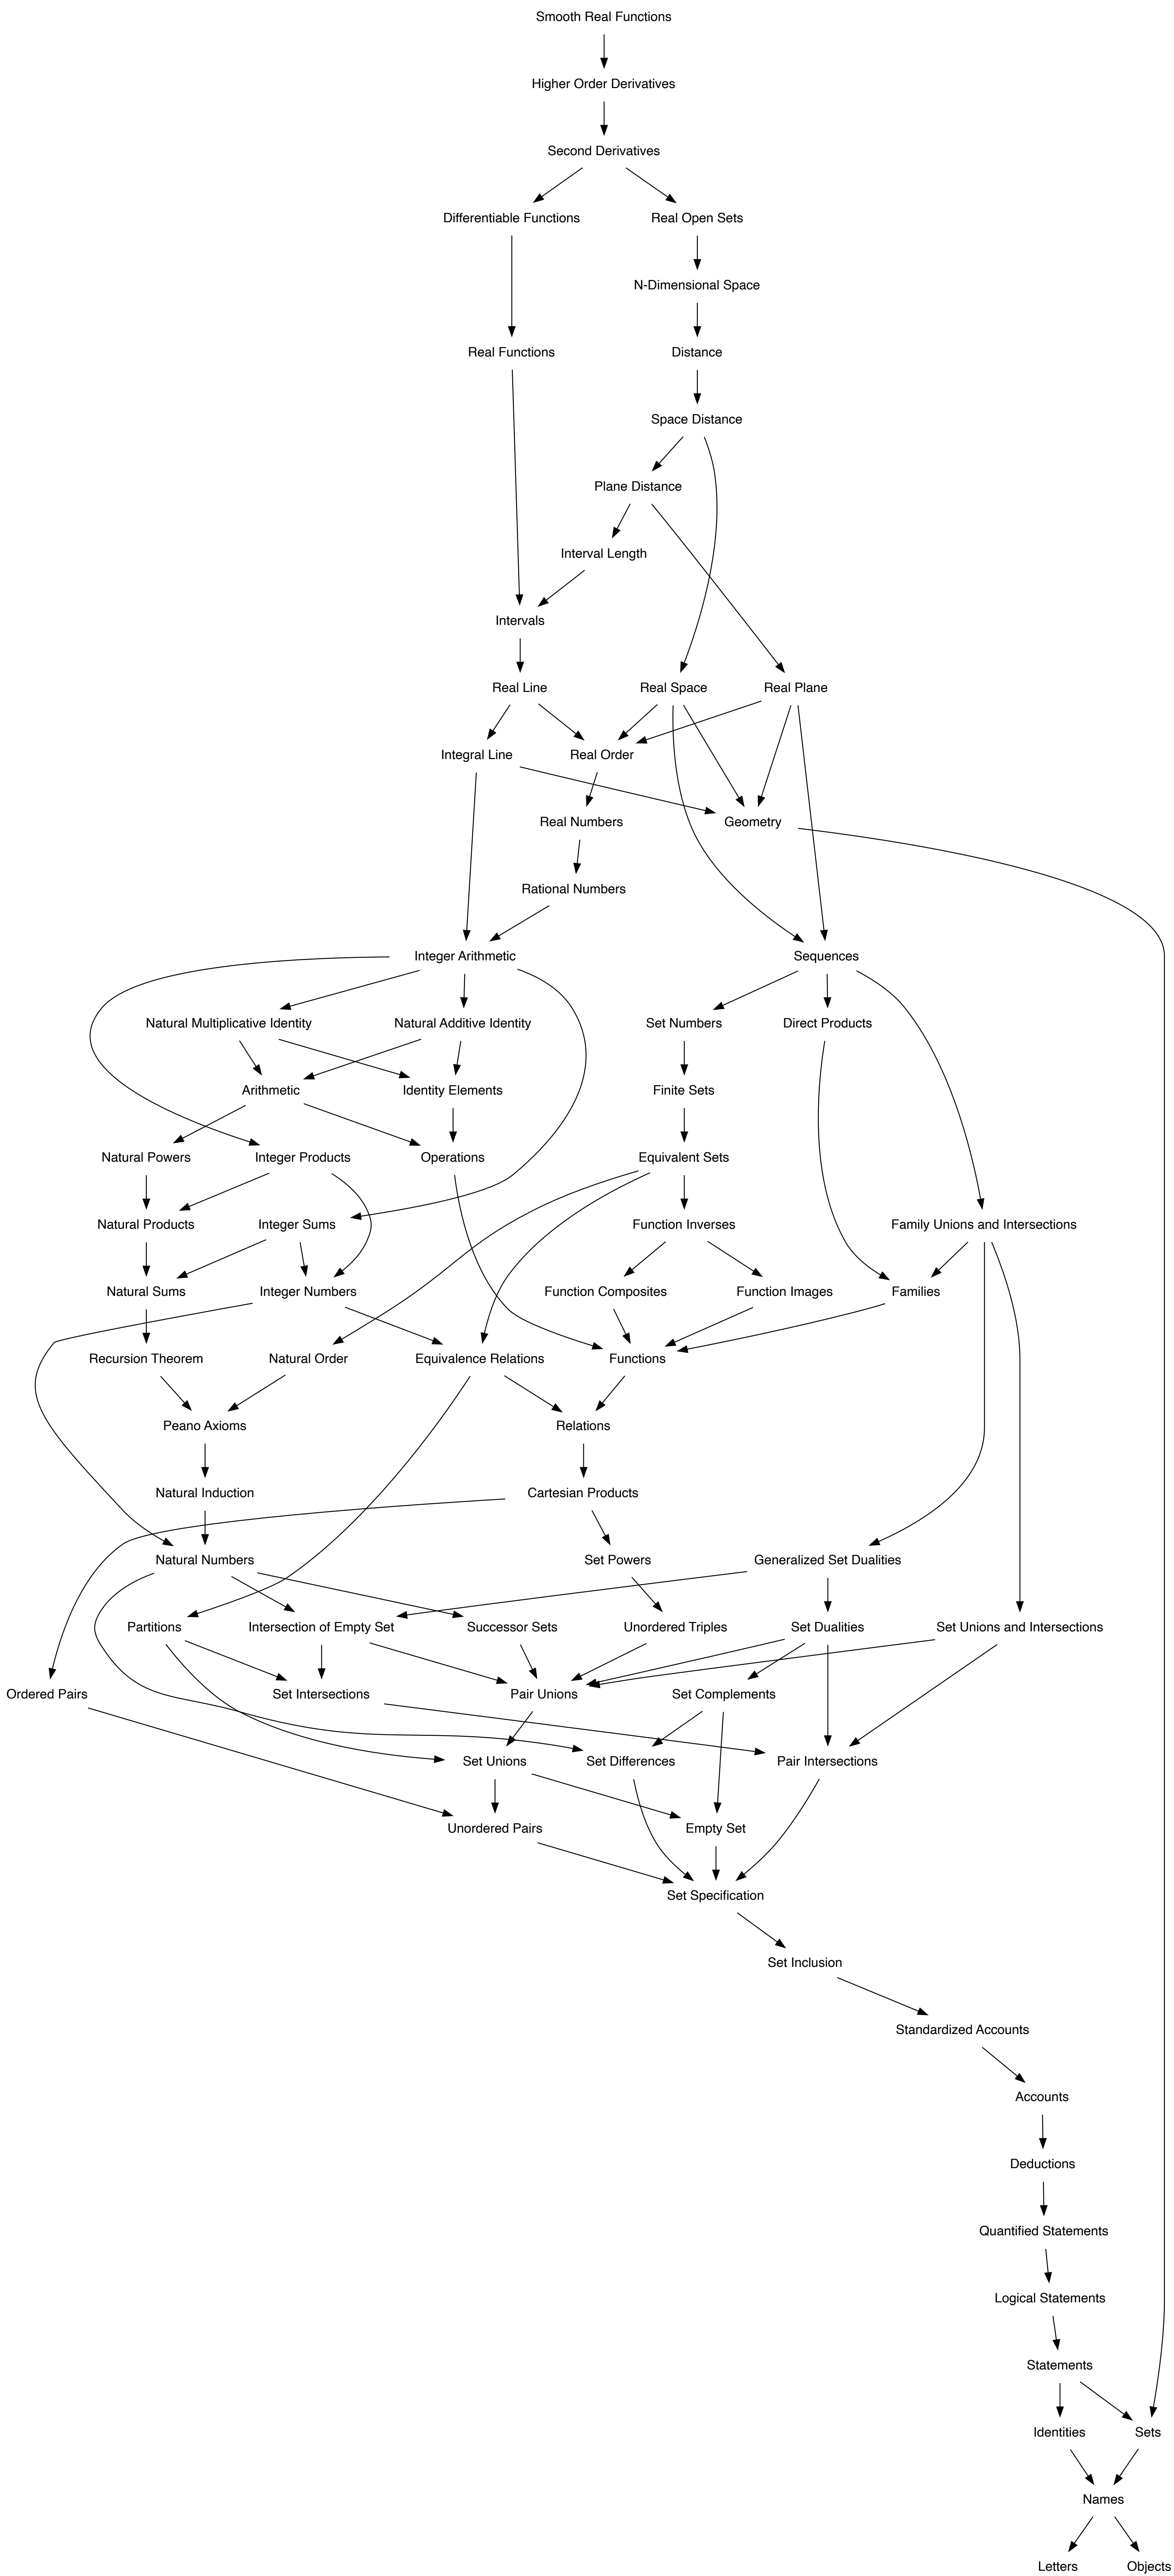 Smooth Real Functions
Higher Order Derivatives
Second Derivatives
Differentiable Functions
Real Open Sets
N-Dimensional Space
Real Functions
Distance
Space Distance
Plane Distance
Interval Length
Intervals
Real Line
Real Space
Real Plane
Integral Line
Real Order
Real Numbers
Geometry
Rational Numbers
Integer Arithmetic
Sequences
Natural Multiplicative Identity
Natural Additive Identity
Set Numbers
Direct Products
Arithmetic
Identity Elements
Finite Sets
Natural Powers
Integer Products
Operations
Equivalent Sets
Natural Products
Integer Sums
Function Inverses
Family Unions and Intersections
Natural Sums
Integer Numbers
Function Composites
Function Images
Families
Recursion Theorem
Natural Order
Equivalence Relations
Functions
Peano Axioms
Relations
Natural Induction
Cartesian Products
Natural Numbers
Set Powers
Generalized Set Dualities
Partitions
Intersection of Empty Set
Successor Sets
Unordered Triples
Set Dualities
Set Unions and Intersections
Ordered Pairs
Set Intersections
Pair Unions
Set Complements
Set Unions
Set Differences
Pair Intersections
Unordered Pairs
Empty Set
Set Specification
Set Inclusion
Standardized Accounts
Accounts
Deductions
Quantified Statements
Logical Statements
Statements
Identities
Sets
Names
Letters
Objects